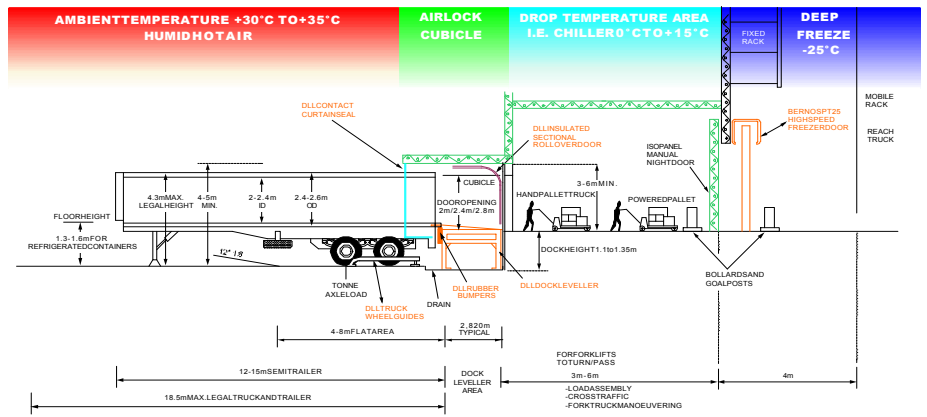 AMBIENTTEMPERATURE +30°C TO+35°C
HUMIDHOTAIR
AIRLOCK
CUBICLE
DROP TEMPERATURE AREA
I.E. CHILLER0°CTO+15°C
FIXED
RACK
DEEP
FREEZE
-25°C
MOBILE
RACK
REACH
TRUCK
DLLCONTACT
CURTAINSEAL
DLLINSULATED
SECTIONAL
ROLLOVERDOOR
BERNOSPT25
HIGHSPEED
FREEZERDOOR
ISOPANEL
MANUAL
NIGHTDOOR
4.3mMAX.
LEGALHEIGHT
4-5m
MIN.
2-2.4m
ID
2.4-2.6m
OD
CUBICLE
DOOROPENING
2m/2.4m/2.8m
3-6mMIN.
HANDPALLETTRUCK
POWEREDPALLET
FLOORHEIGHT
1.3-1.6mFOR
REFRIGERATEDCONTAINERS
12° 1:8
DOCKHEIGHT1.1to1.35m
TONNE
AXLELOAD
DLLTRUCK
WHEELGUIDES
DRAIN
DLLRUBBER
BUMPERS
DLLDOCKLEVELLER
BOLLARDSAND
GOALPOSTS
4-8mFLATAREA
2,820m
TYPICAL
12-15mSEMITRAILER
DOCK
LEVELLER
AREA
FORFORKLIFTS
TOTURN/PASS
3m-6m
4m
-LOADASSEMBLY
-CROSSTRAFFIC
-FORKTRUCKMANOEUVERING
18.5mMAX.LEGALTRUCKANDTRAILER